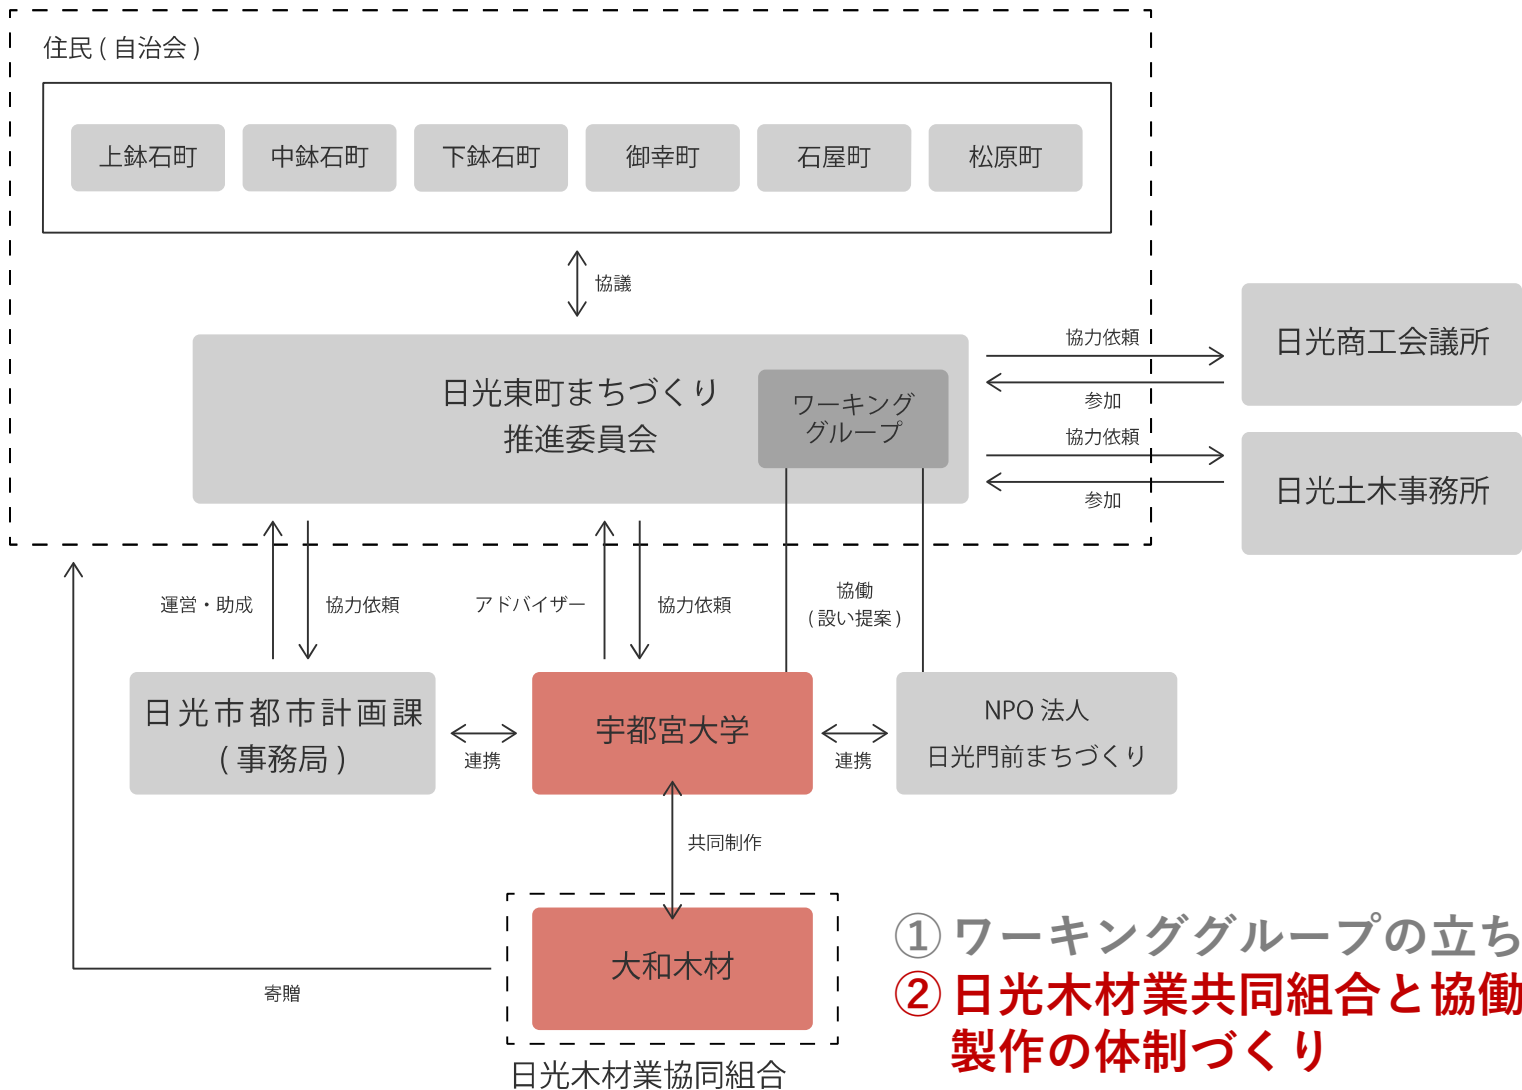 住民(自治会)
上鉢石町
中鉢石町
下鉢石町
御幸町
石屋町
松原町
協議
日光東町まちづくり
推進委員会
ワーキング
グループ
協力依頼
参加
日光商工会議所
協力依頼
参加
日光土木事務所
運営・助成
協力依頼
アドバイザー
協力依頼
協働
(設い提案)
日光市都市計画課
(事務局)
連携
宇都宮大学
連携
NPO 法人
日光門前まちづくり
共同制作
大和木材
寄贈
日光木材業協同組合
① ワーキンググループの立ち
② 日光木材業共同組合と協働
製作の体制づくり